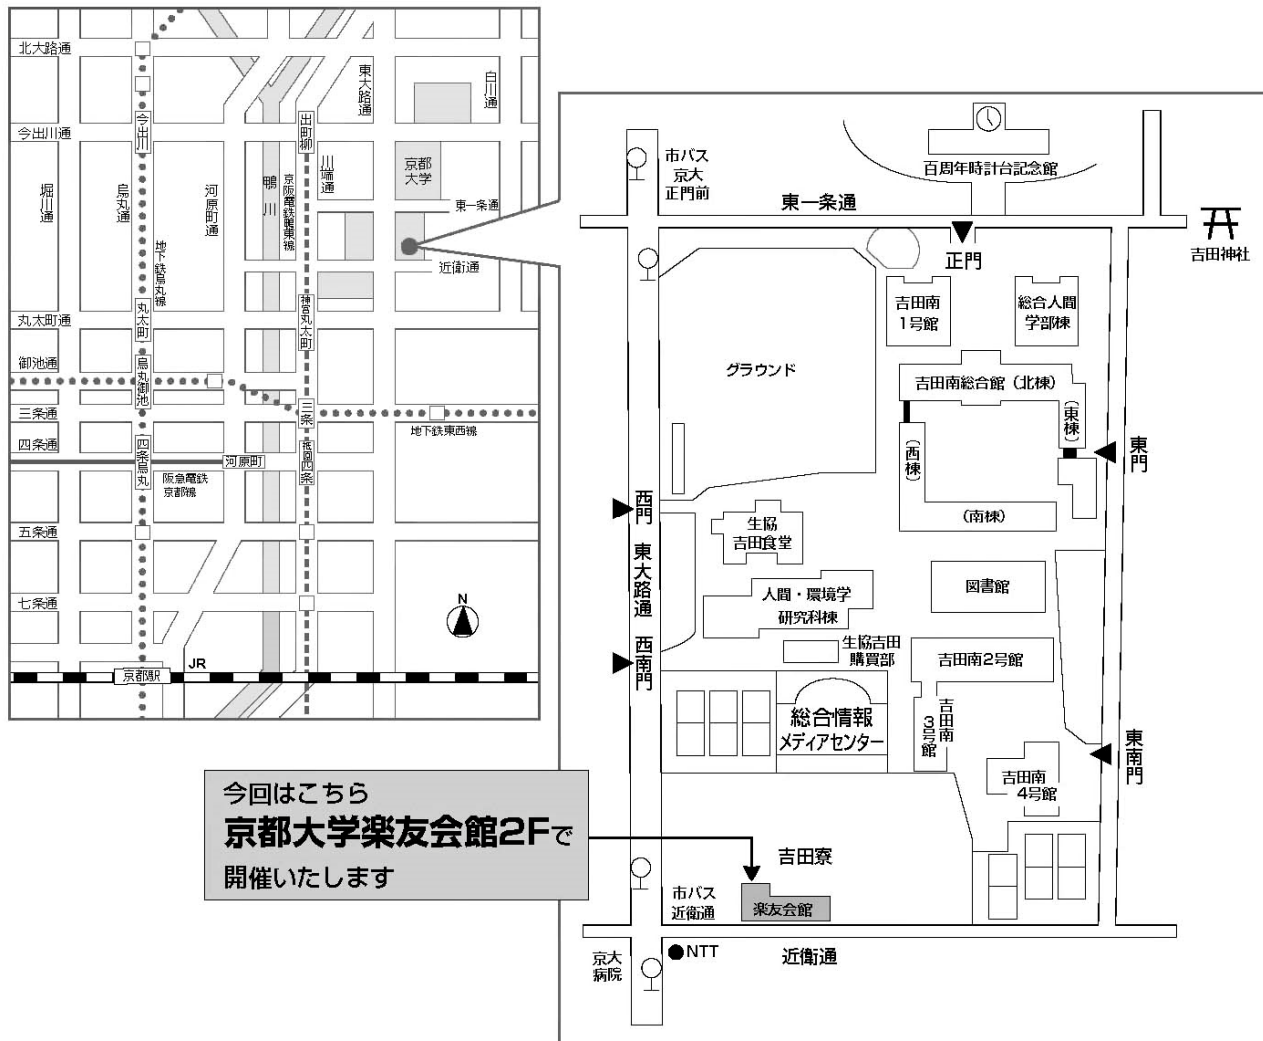 北大路通
今出川通
堀川通
烏丸通
今出川
河原町通
鴨川
京阪電鉄鴨東線
出町柳
川端通
東大路通
白川通
京都
大学
東一条通
近衛通
地下鉄烏丸線
丸太町
神宮丸太町
丸太町通
御池通
烏丸御池
三条通
三条
地下鉄東西線
四条通
四条烏丸
河原町
祇園四条
阪急電鉄
京都線
五条通
七条通
N
JR
京都駅
市バス
京大
正門前
百周年時計台記念館
東一条通
正門
吉田神社
吉田南
1号館
総合人間
学部棟
グラウンド
吉田南総合館(北棟)
(東棟)
(西棟)
東門
(南棟)
西門
生協
吉田食堂
東大路通
人間・環境学
研究科棟
図書館
西南門
生協吉田
購買部
吉田南2号館
総合情報
メディアセンター
吉田南
3号館
東南門
吉田南
4号館
今回はこちら
京都大学楽友会館2Fで
開催いたします
吉田寮
市バス
近衛通
楽友会館
京大
病院
NTT
近衛通